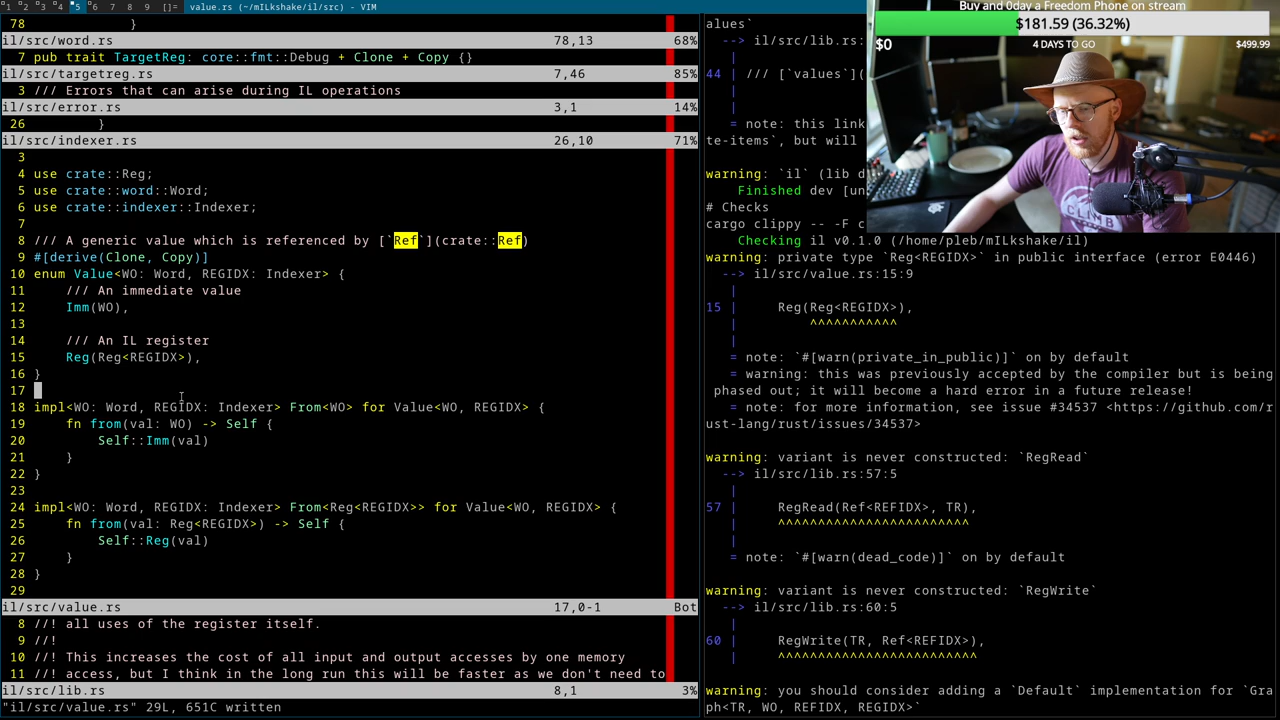 1 2 3 4 5 6 7 8 9 []= value.rs (~/mILkshake/il/src) - VIM
78 }
il/src/word.rs 78,13 68%
7 pub trait TargetReg: core::fmt::Debug + Clone + Copy {}
il/src/targetreg.rs 7,46 85%
3 /// Errors that can arise during IL operations
il/src/error.rs 3,1 14%
26 }
il/src/indexer.rs 26,10 71%
3
4 use crate::Reg;
5 use crate::word::Word;
6 use crate::indexer::Indexer;
7
8 /// A generic value which is referenced by [`Ref`](crate::Ref)
9 #[derive(Clone, Copy)]
10 enum Value<WO: Word, REGIDX: Indexer> {
11 /// An immediate value
12 Imm(WO),
13
14 /// An IL register
15 Reg(Reg<REGIDX>),
16 }
17
18 impl<WO: Word, REGIDX: Indexer> From<WO> for Value<WO, REGIDX> {
19 fn from(val: WO) -> Self {
20 Self::Imm(val)
21 }
22 }
23
24 impl<WO: Word, REGIDX: Indexer> From<Reg<REGIDX>> for Value<WO, REGIDX> {
25 fn from(val: Reg<REGIDX>) -> Self {
26 Self::Reg(val)
27 }
28 }
29
il/src/value.rs 17,0-1 Bot
8 //! all uses of the register itself.
9 //!
10 //! This increases the cost of all input and output accesses by one memory
11 //! access, but I think in the long run this will be faster as we don't need to
il/src/lib.rs 8,1 3%
"il/src/value.rs" 29L, 651C written
alues`
--> il/src/lib.rs:
|
44 | /// [`values`](
|
|
= note: this link
te-items`, but will
warning: `il` (lib d
Finished dev [un
# Checks
cargo clippy -- -F c
Checking il v0.1.0 (/home/pleb/mILkshake/il)
warning: private type `Reg<REGIDX>` in public interface (error E0446)
--> il/src/value.rs:15:9
|
15 | Reg(Reg<REGIDX>),
| ^^^^^^^^^^^
|
= note: `#[warn(private_in_public)]` on by default
= warning: this was previously accepted by the compiler but is being
phased out; it will become a hard error in a future release!
= note: for more information, see issue #34537 <https://github.com/r
ust-lang/rust/issues/34537>
warning: variant is never constructed: `RegRead`
--> il/src/lib.rs:57:5
|
57 | RegRead(Ref<REFIDX>, TR),
| ^^^^^^^^^^^^^^^^^^^^^^^^
|
= note: `#[warn(dead_code)]` on by default
warning: variant is never constructed: `RegWrite`
--> il/src/lib.rs:60:5
|
60 | RegWrite(TR, Ref<REFIDX>),
| ^^^^^^^^^^^^^^^^^^^^^^^^^
warning: you should consider adding a `Default` implementation for `Gra
ph<TR, WO, REFIDX, REGIDX>`
Buy and 0day a Freedom Phone on stream
$181.59 (36.32%)
$0 4 DAYS TO GO $499.99
CLIMB